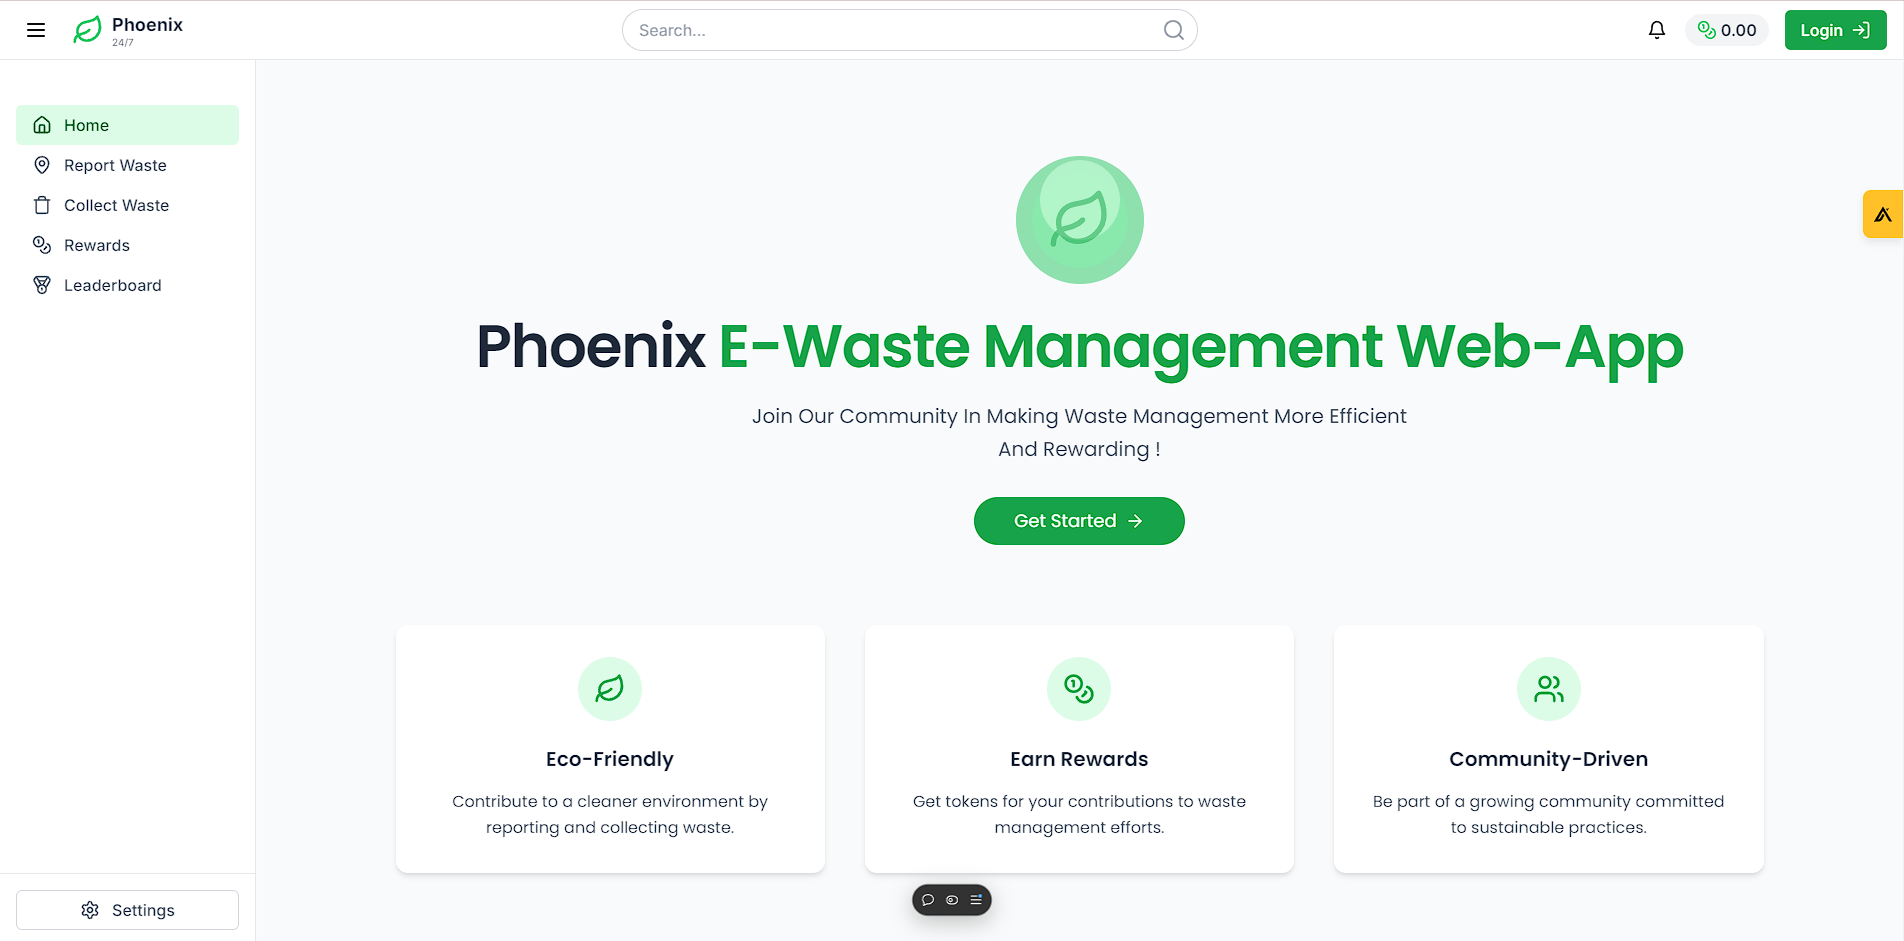 Phoenix
24/7
Search...
0.00
Login
Home
Report Waste
Collect Waste
Rewards
Leaderboard
Phoenix E-Waste Management Web-App
Join Our Community In Making Waste Management More Efficient
And Rewarding !
Get Started
Eco-Friendly
Contribute to a cleaner environment by
reporting and collecting waste.
Earn Rewards
Get tokens for your contributions to waste
management efforts.
Community-Driven
Be part of a growing community committed
to sustainable practices.
Settings